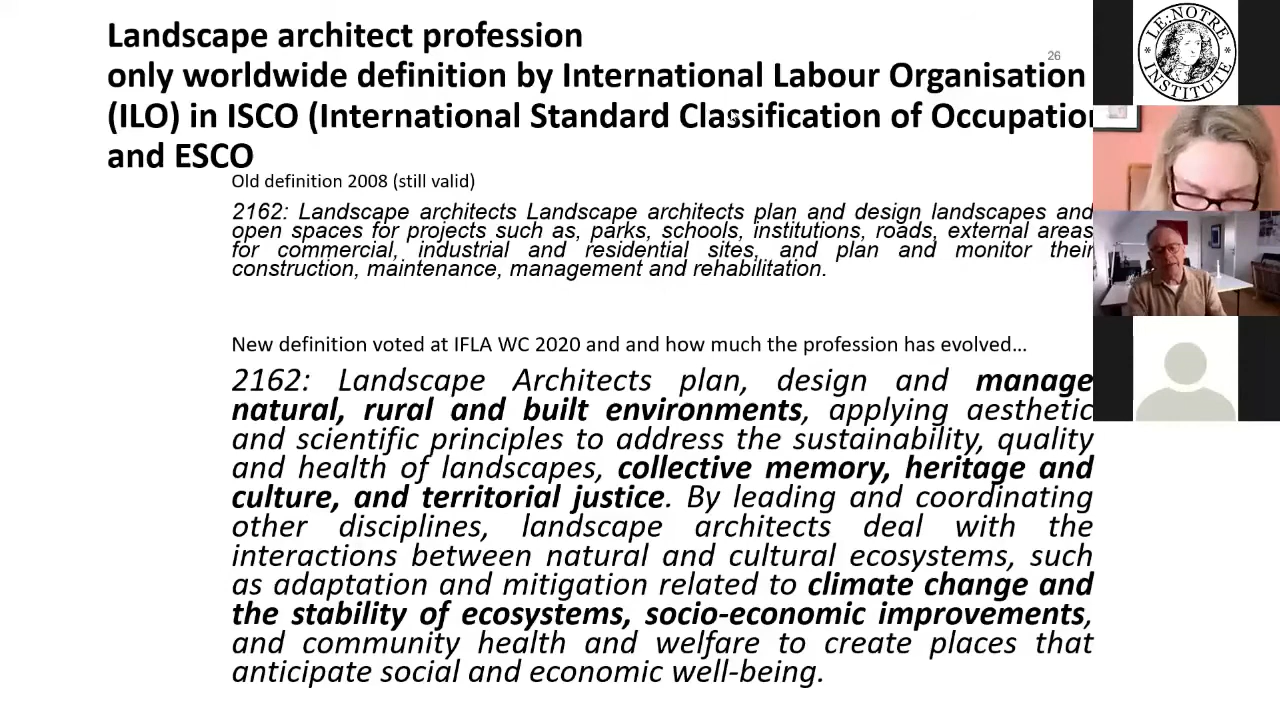 Landscape architect profession
26
only worldwide definition by International Labour Organisation
(ILO) in ISCO (International Standard Classification of Occupation
and ESCO
Old definition 2008 (still valid)
2162: Landscape architects Landscape architects plan and design landscapes and
open spaces for projects such as, parks, schools, institutions, roads, external areas
for commercial, industrial and residential sites, and plan and monitor their
construction, maintenance, management and rehabilitation.
New definition voted at IFLA WC 2020 and and how much the profession has evolved...
2162: Landscape Architects plan, design and manage
natural, rural and built environments, applying aesthetic
and scientific principles to address the sustainability, quality
and health of landscapes, collective memory, heritage and
culture, and territorial justice. By leading and coordinating
other disciplines, landscape architects deal with the
interactions between natural and cultural ecosystems, such
as adaptation and mitigation related to climate change and
the stability of ecosystems, socio-economic improvements,
and community health and welfare to create places that
anticipate social and economic well-being.
LE:NOTRE
INSTITUTE